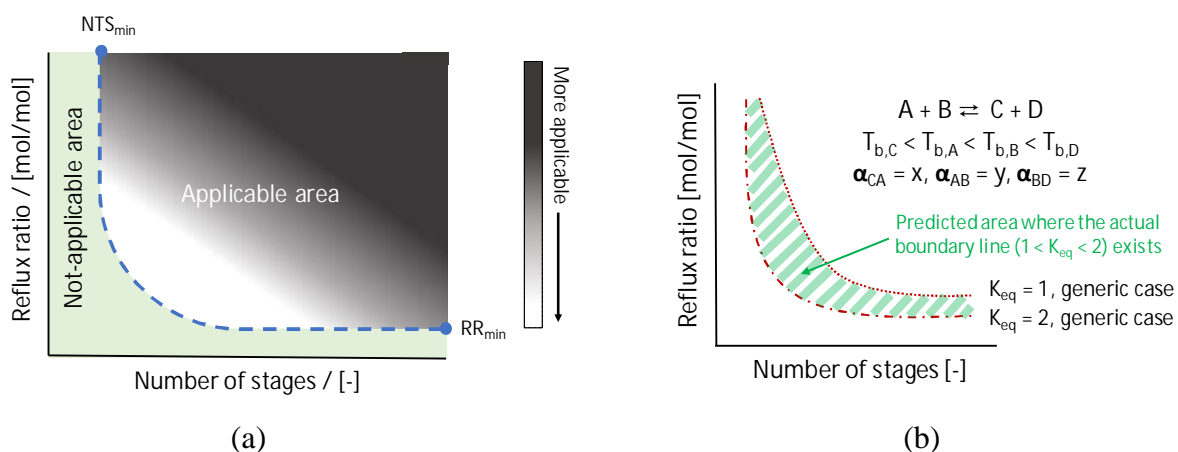 NTSmin
Reflux ratio / [mol/mol]
Not-applicable area
Applicable area
RRmin
Number of stages / [-]
More applicable
(a)
Reflux ratio [mol/mol]
A + B ⇄ C + D
Tb,C < Tb,A < Tb,B < Tb,D
αCA = x, αAB = y, αBD = z
Predicted area where the actual
boundary line (1 < Keq < 2) exists
Keq = 1, generic case
Keq = 2, generic case
Number of stages [-]
(b)